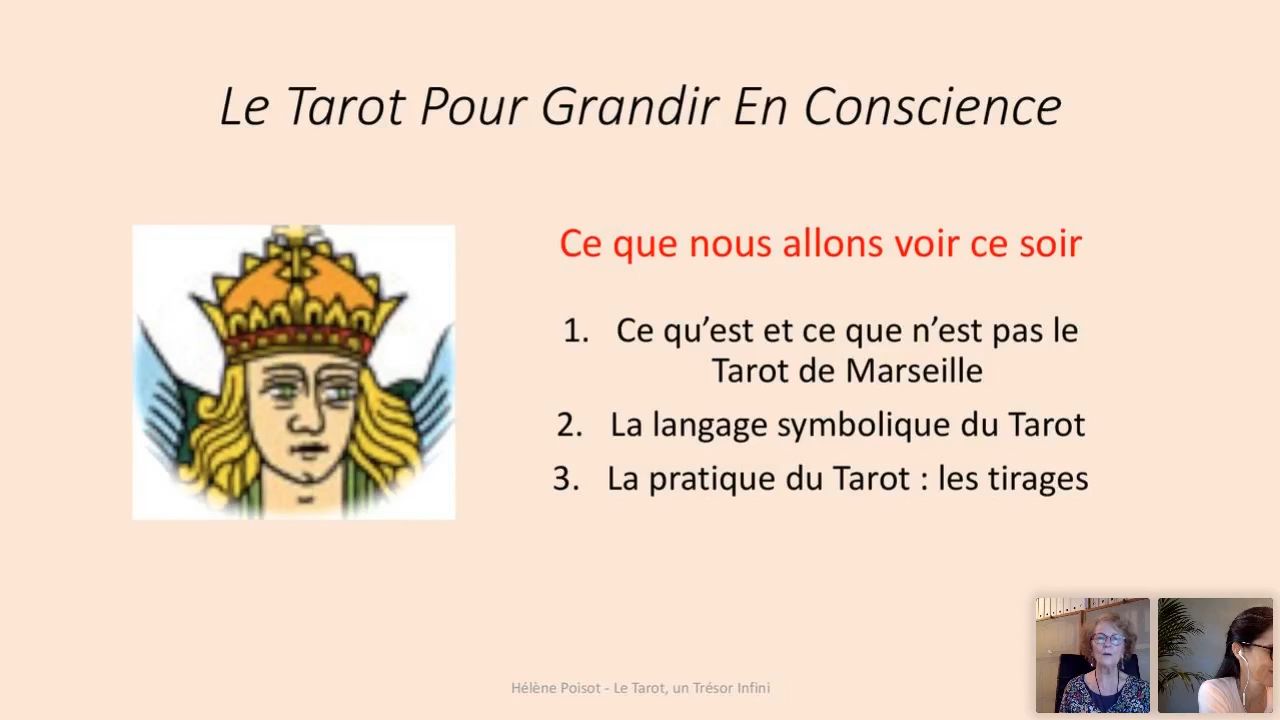 Le Tarot Pour Grandir En Conscience
Ce que nous allons voir ce soir
1. Ce qu’est et ce que n’est pas le
Tarot de Marseille
2. La langage symbolique du Tarot
3. La pratique du Tarot : les tirages
Hélène Poisot - Le Tarot, un Trésor Infini